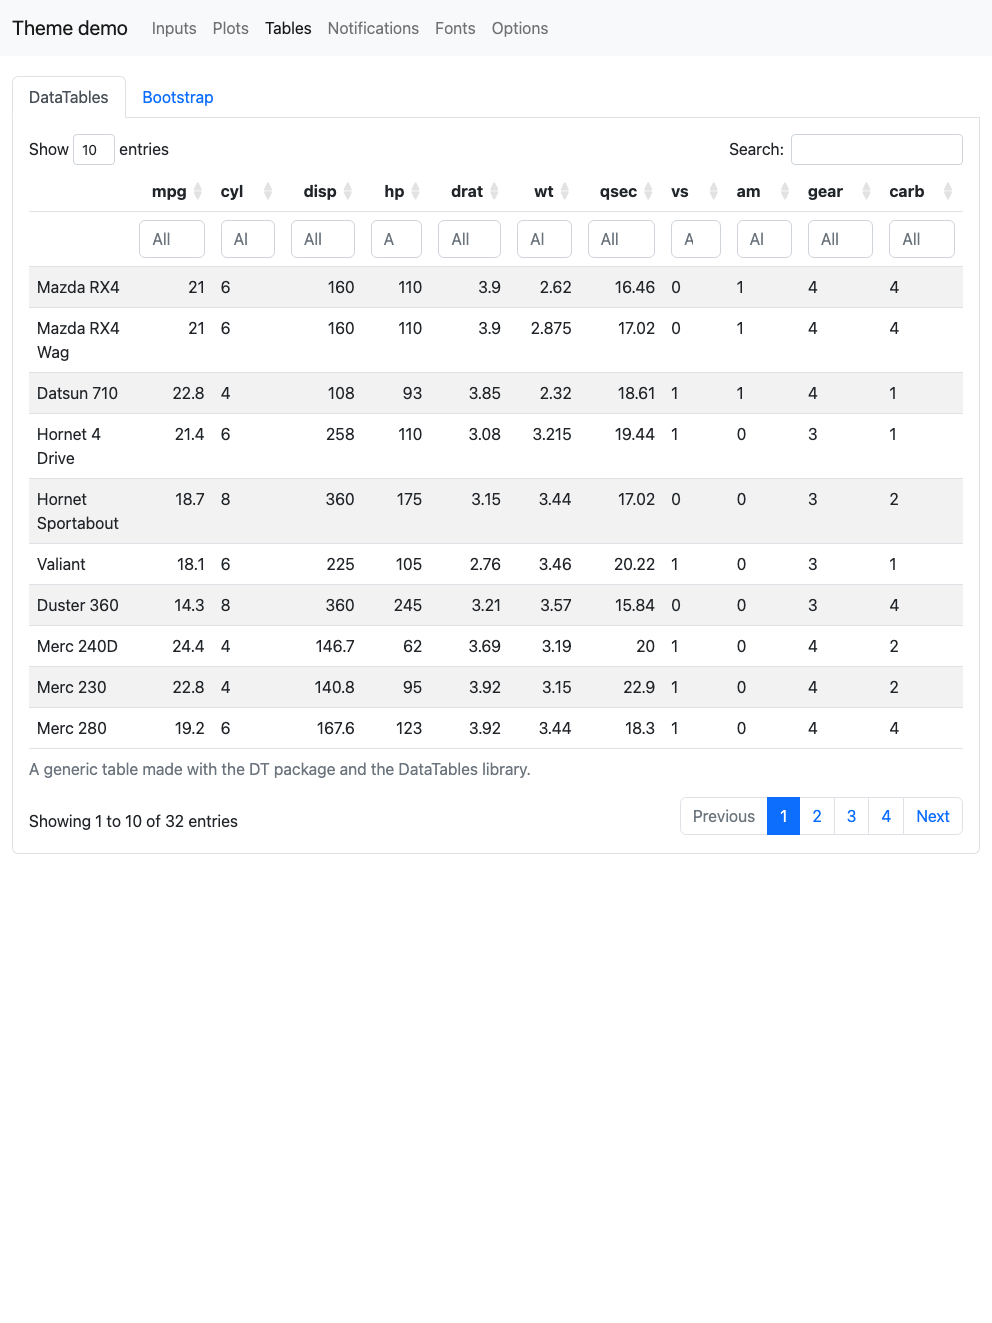 Theme demo Inputs Plots Tables Notifications Fonts Options
DataTables Bootstrap
Show 10 entries Search:
mpg cyl disp hp drat wt qsec vs am gear carb
All Al All A All Al All A Al All All
Mazda RX4 21 6 160 110 3.9 2.62 16.46 0 1 4 4
Mazda RX4 21 6 160 110 3.9 2.875 17.02 0 1 4 4
Wag
Datsun 710 22.8 4 108 93 3.85 2.32 18.61 1 1 4 1
Hornet 4 21.4 6 258 110 3.08 3.215 19.44 1 0 3 1
Drive
Hornet 18.7 8 360 175 3.15 3.44 17.02 0 0 3 2
Sportabout
Valiant 18.1 6 225 105 2.76 3.46 20.22 1 0 3 1
Duster 360 14.3 8 360 245 3.21 3.57 15.84 0 0 3 4
Merc 240D 24.4 4 146.7 62 3.69 3.19 20 1 0 4 2
Merc 230 22.8 4 140.8 95 3.92 3.15 22.9 1 0 4 2
Merc 280 19.2 6 167.6 123 3.92 3.44 18.3 1 0 4 4
A generic table made with the DT package and the DataTables library.
Showing 1 to 10 of 32 entries Previous 1 2 3 4 Next